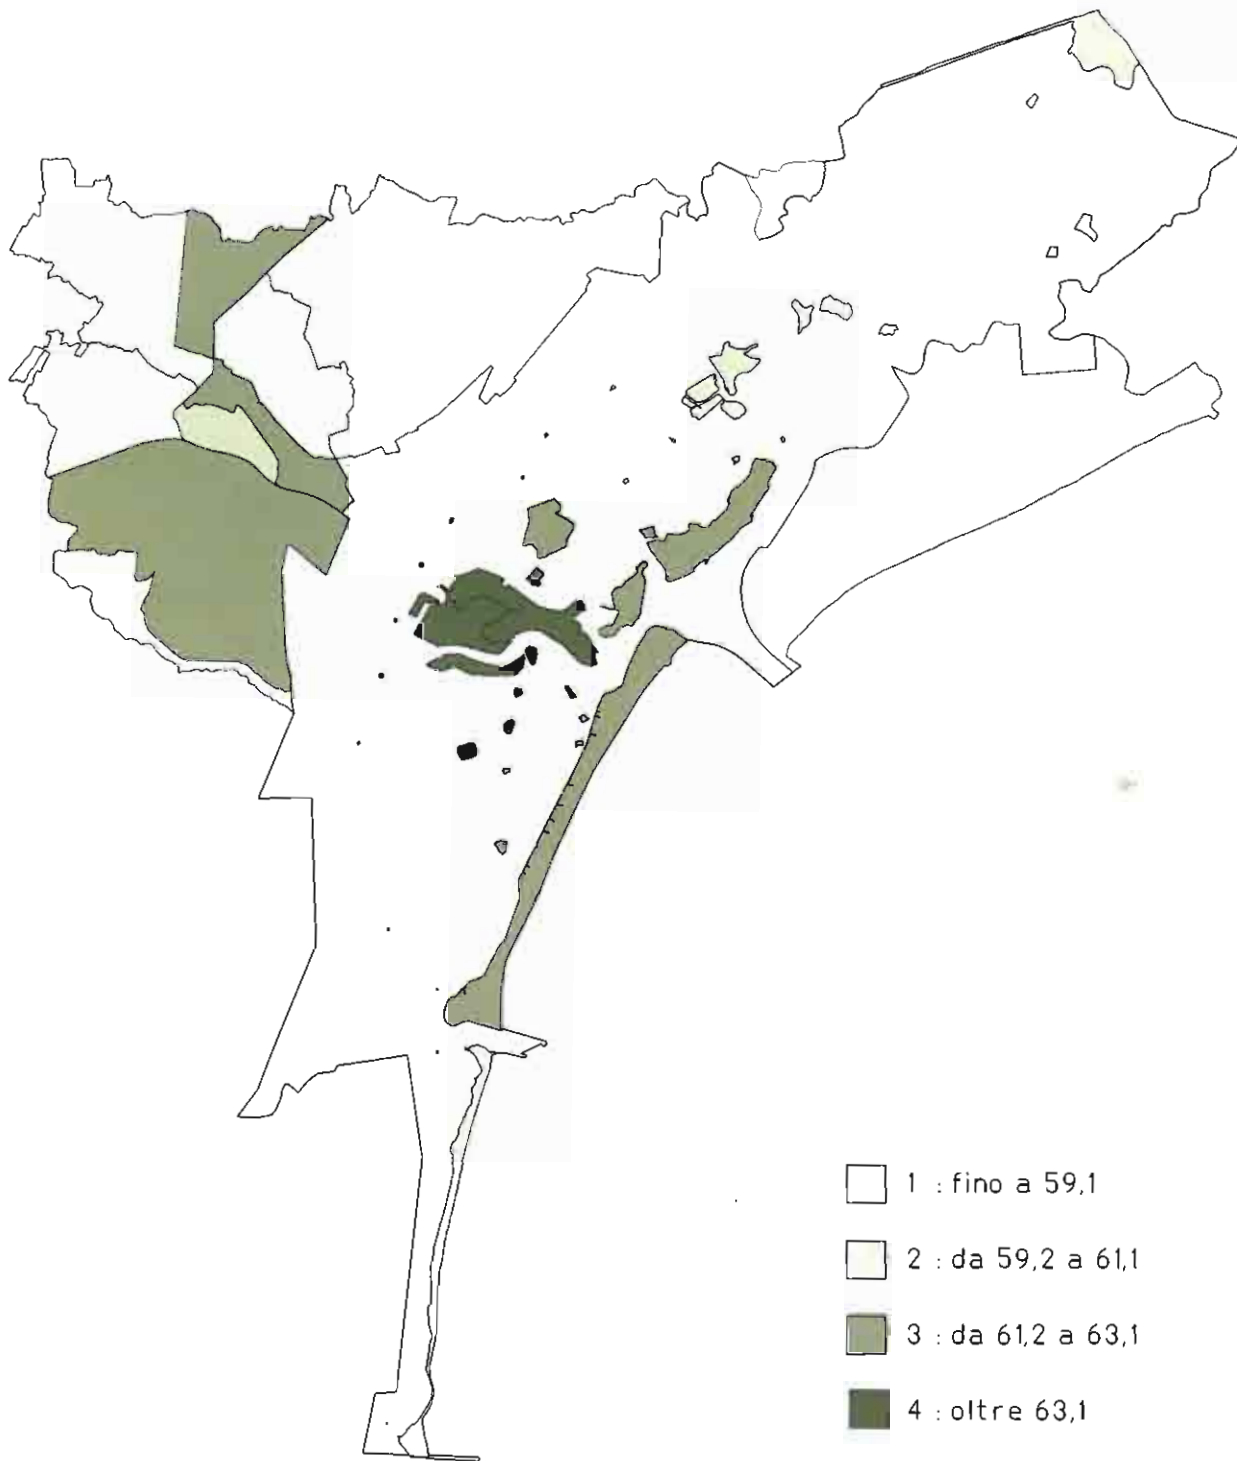 1 : fino a 59,1
2 : da 59,2 a 61,1
3 : da 61,2 a 63,1
4 : oltre 63,1